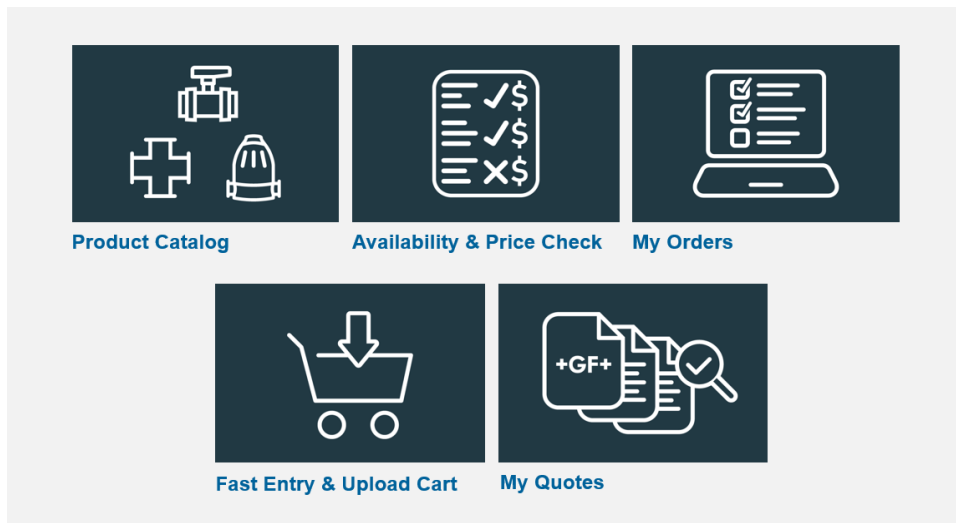 $
$
$
Product Catalog
Availability & Price Check
My Orders
+GF+
Fast Entry & Upload Cart
My Quotes